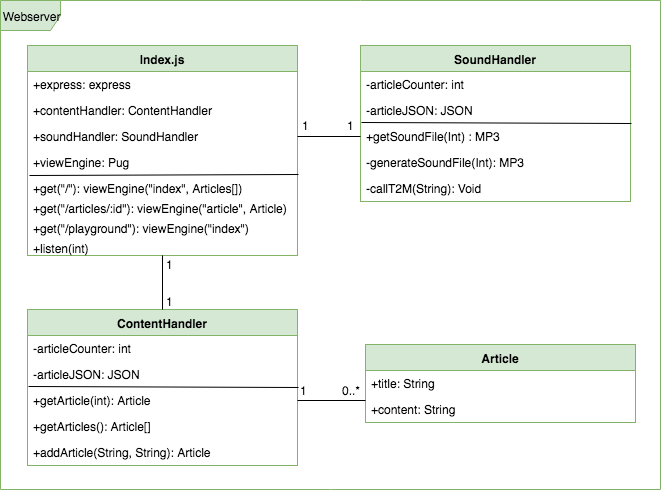 Webserver
Index.js
+express: express
+contentHandler: ContentHandler
+soundHandler: SoundHandler
+viewEngine: Pug
+get("/"): viewEngine("index", Articles[])
+get("/articles/:id"): viewEngine("article", Article)
+get("/playground"): viewEngine("index")
+listen(int)
1 1
SoundHandler
-articleCounter: int
-articleJSON: JSON
+getSoundFile(Int) : MP3
-generateSoundFile(Int): MP3
-callT2M(String): Void
1
1
ContentHandler
-articleCounter: int
-articleJSON: JSON
+getArticle(int): Article
+getArticles(): Article[]
+addArticle(String, String): Article
1 0..*
Article
+title: String
+content: String